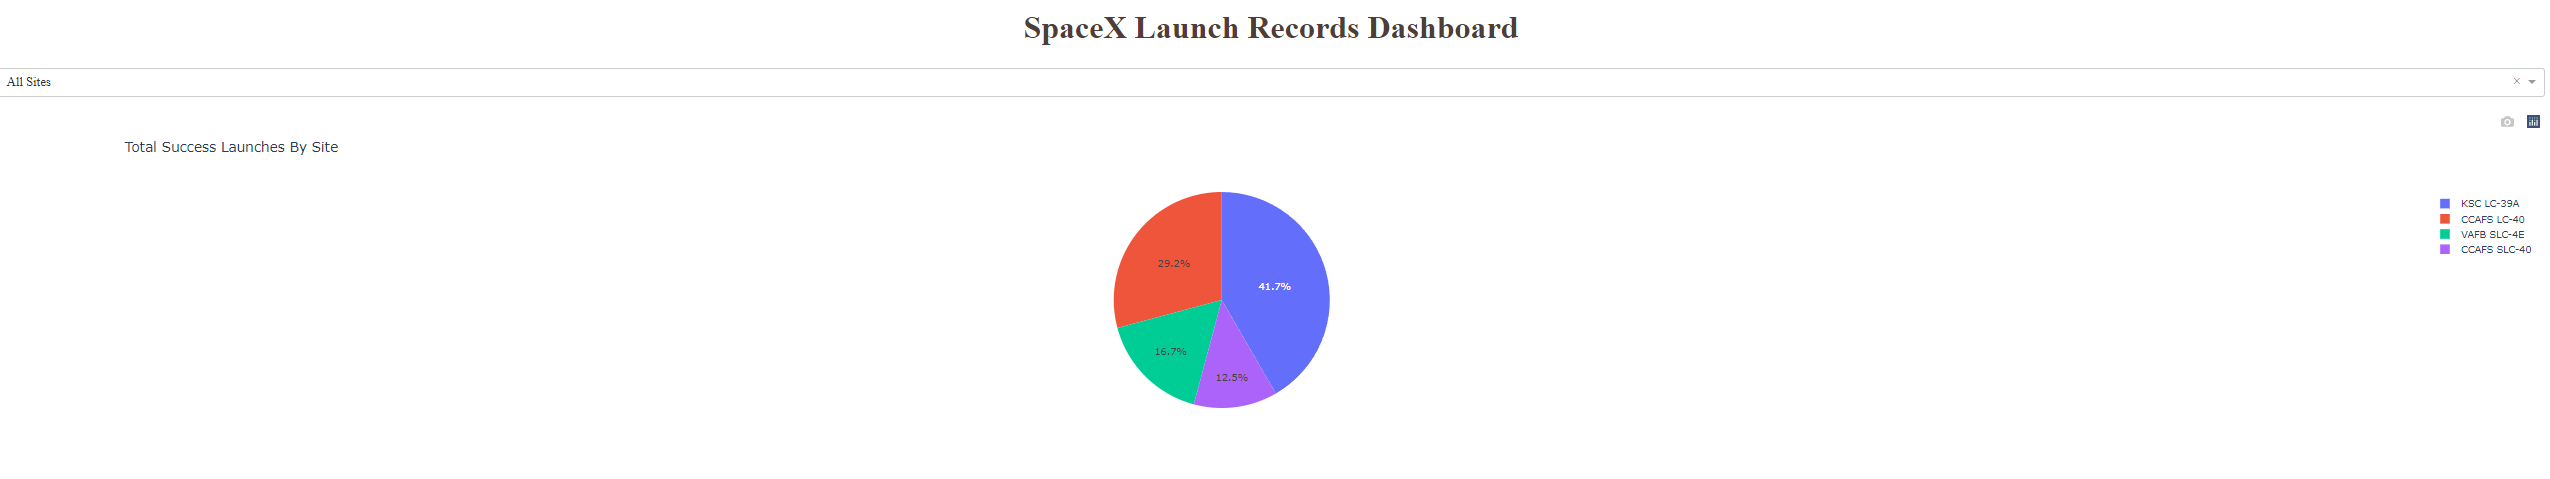 SpaceX Launch Records Dashboard
All Sites
Total Success Launches By Site
KSC LC-39A
CCAFS LC-40
VAFB SLC-4E
CCAFS SLC-40
29.2%
41.7%
16.7%
12.5%